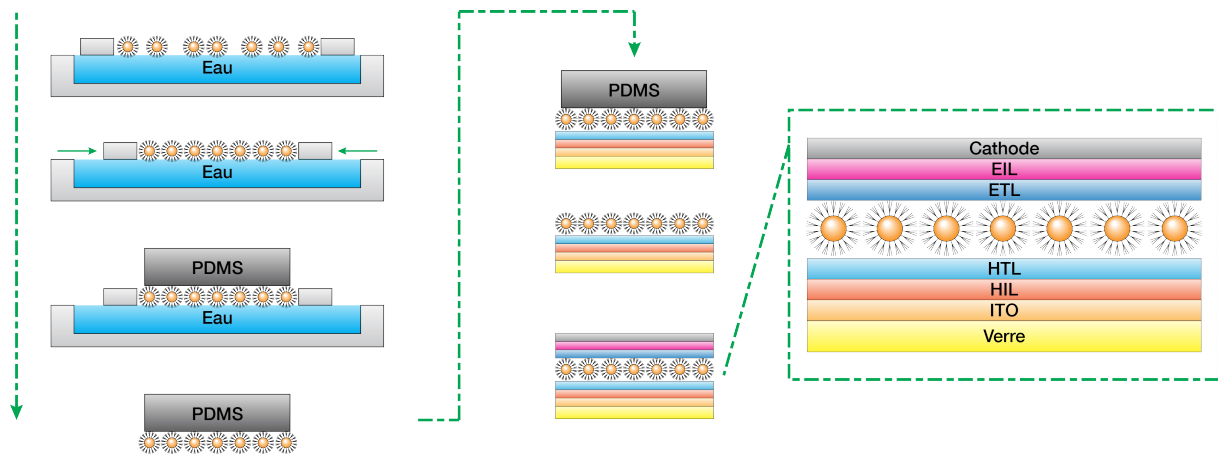 Eau
Eau
PDMS
Eau
PDMS
PDMS
Cathode
EIL
ETL
HTL
HIL
ITO
Verre